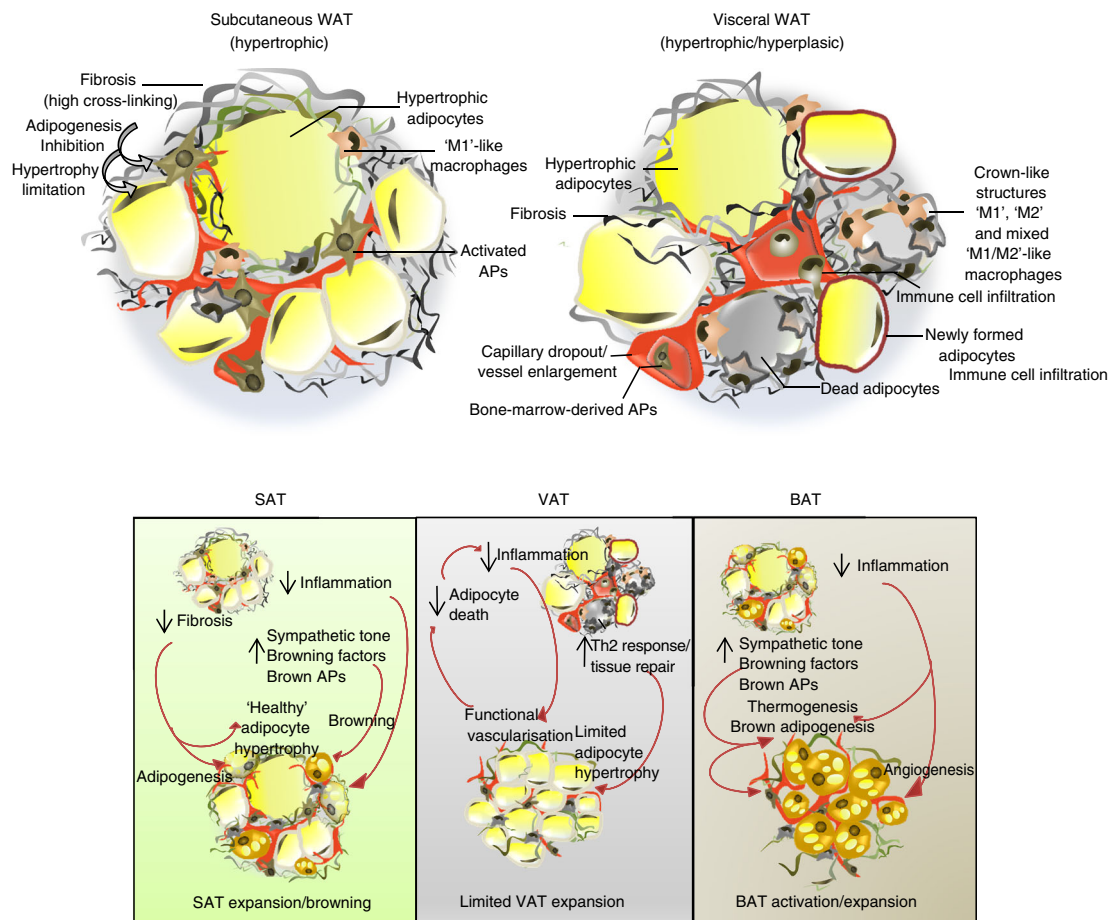 Subcutaneous WAT
(hypertrophic)
Fibrosis
(high cross-linking)
Adipogenesis
Inhibition
Hypertrophy
limitation
Hypertrophic
adipocytes
'M1'-like
macrophages
Activated
APs
Visceral WAT
(hypertrophic/hyperplasic)
Hypertrophic
adipocytes
Fibrosis
Crown-like
structures
'M1', 'M2'
and mixed
'M1/M2'-like
macrophages
Immune cell infiltration
Newly formed
adipocytes
Immune cell infiltration
Capillary dropout/
vessel enlargement
Dead adipocytes
Bone-marrow-derived APs
SAT
↓ Inflammation
↓ Fibrosis
↑ Sympathetic tone
Browning factors
Brown APs
'Healthy'
adipocyte
hypertrophy
Browning
Adipogenesis
SAT expansion/browning
VAT
↓ Inflammation
↓ Adipocyte
death
↑ Th2 response/
tissue repair
Functional
vascularisation
Limited
adipocyte
hypertrophy
Limited VAT expansion
BAT
↓ Inflammation
↑ Sympathetic tone
Browning factors
Brown APs
Thermogenesis
Brown adipogenesis
Angiogenesis
BAT activation/expansion